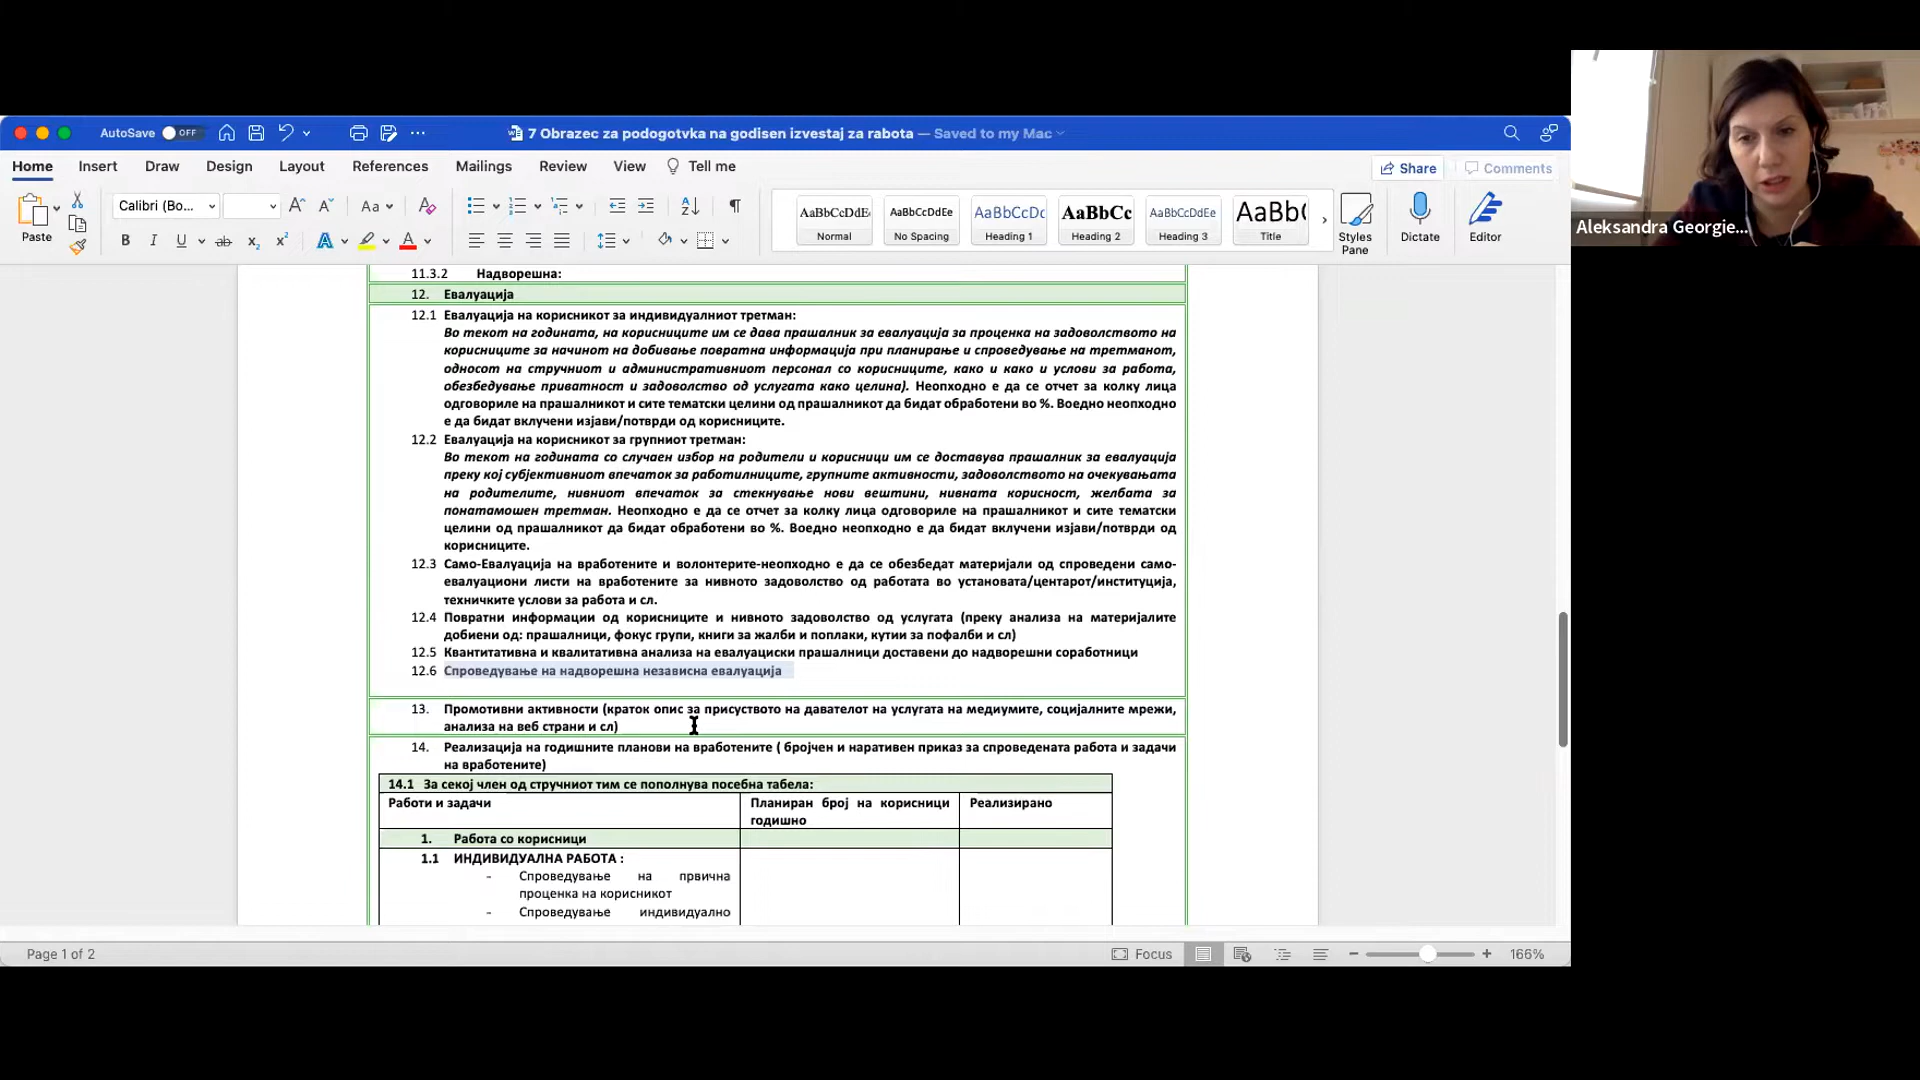 AutoSave OFF
7 Obrazec za podogotvka na godisen izvestaj za rabota — Saved to my Mac
Home Insert Draw Design Layout References Mailings Review View Tell me Share Comments
Paste Calibri (Bo... Aa
AaBbCcDdEe AaBbCcDdEe AaBbCcDc AaBbCc AaBbCcDdEe AaBb(
Normal No Spacing Heading 1 Heading 2 Heading 3 Title Styles Pane Dictate Editor
Aleksandra Georgie...
11.3.2 Надворешна:
12. Евалуација
12.1 Евалуација на корисникот за индивидуалниот третман:
Во текот на годината, на корисниците им се дава прашалник за евалуација за проценка на задоволството на
корисниците за начинот на добивање повратна информација при планирање и спроведување на третманот,
односот на стручниот и административниот персонал со корисниците, како и како и услови за работа,
обезбедување приватност и задоволство од услугата како целина). Неопходно е да се отчет за колку лица
одговориле на прашалникот и сите тематски целини од прашалникот да бидат обработени во %. Воедно неопходно
е да бидат вклучени изјави/потврди од корисниците.
12.2 Евалуација на корисникот за групниот третман:
Во текот на годината со случаен избор на родители и корисници им се доставува прашалник за евалуација
преку кој субјективниот впечаток за работилниците, групните активности, задоволството на очекувањата
на родителите, нивниот впечаток за стекнување нови вештини, нивната корисност, желбата за
понатамошен третман. Неопходно е да се отчет за колку лица одговориле на прашалникот и сите тематски
целини од прашалникот да бидат обработени во %. Воедно неопходно е да бидат вклучени изјави/потврди од
корисниците.
12.3 Само-Евалуација на вработените и волонтерите-неопходно е да се обезбедат материјали од спроведени само-
евалуациони листи на вработените за нивното задоволство од работата во установата/центарот/институција,
техничките услови за работа и сл.
12.4 Повратни информации од корисниците и нивното задоволство од услугата (преку анализа на материјалите
добиени од: прашалници, фокус групи, книги за жалби и поплаки, кутии за пофалби и сл)
12.5 Квантитативна и квалитативна анализа на евалуациски прашалници доставени до надворешни соработници
12.6 Спроведување на надворешна независна евалуација
13. Промотивни активности (краток опис за присуството на давателот на услугата на медиумите, социјалните мрежи,
анализа на веб страни и сл)
14. Реализација на годишните планови на вработените ( бројчен и наративен приказ за спроведената работа и задачи
на вработените)
14.1 За секој член од стручниот тим се пополнува посебна табела:
Работи и задачи Планиран број на корисници Реализирано
годишно
1. Работа со корисници
1.1 ИНДИВИДУАЛНА РАБОТА :
- Спроведување на првична
проценка на корисникот
- Спроведување индивидуално
Page 1 of 2 Focus 166%